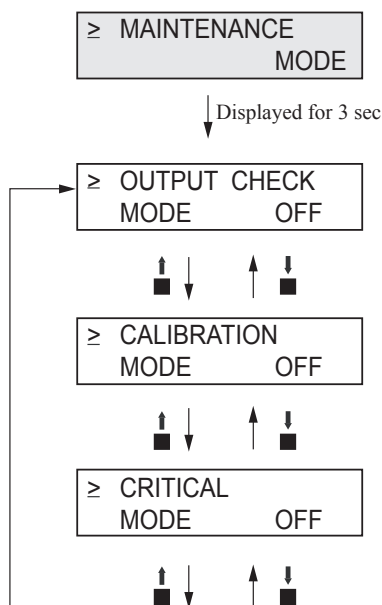 ≥ MAINTENANCE
MODE
Displayed for 3 sec
≥ OUTPUT CHECK
MODE OFF
≥ CALIBRATION
MODE OFF
≥ CRITICAL
MODE OFF